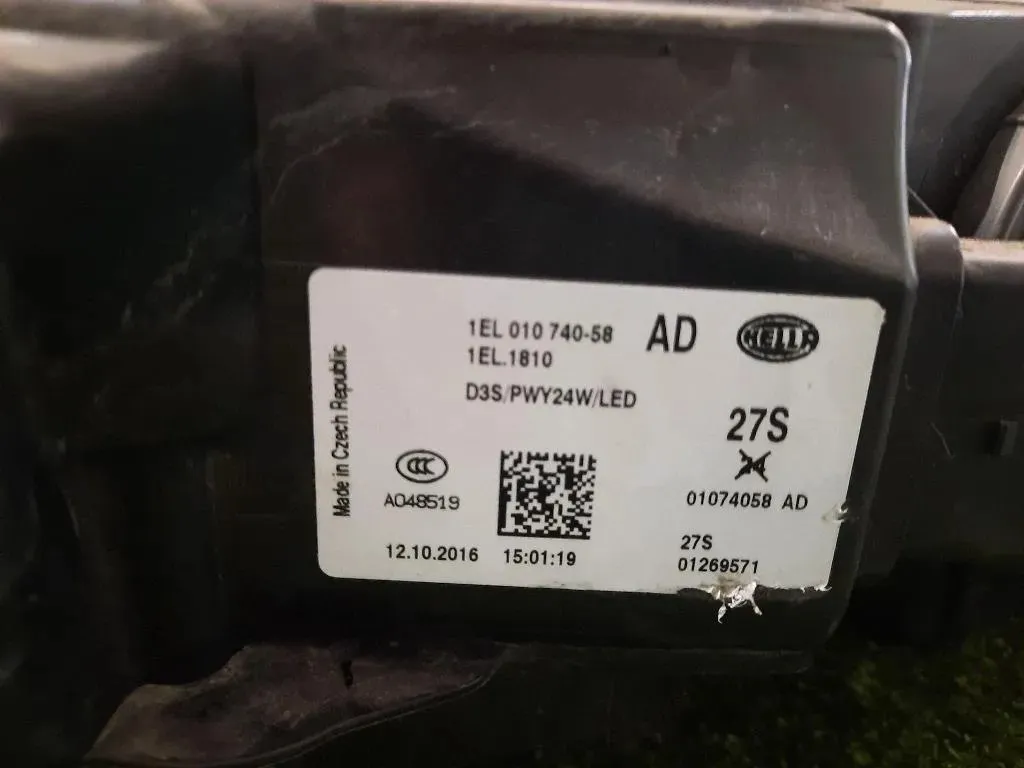 1EL 010 740-58 AD HELLA
1EL.1810
D3S/PWY24W/LED
27S
24
Made in Czech Republic
CCC
A048519
01074058 AD
12.10.2016 15:01:19
27S
01269571